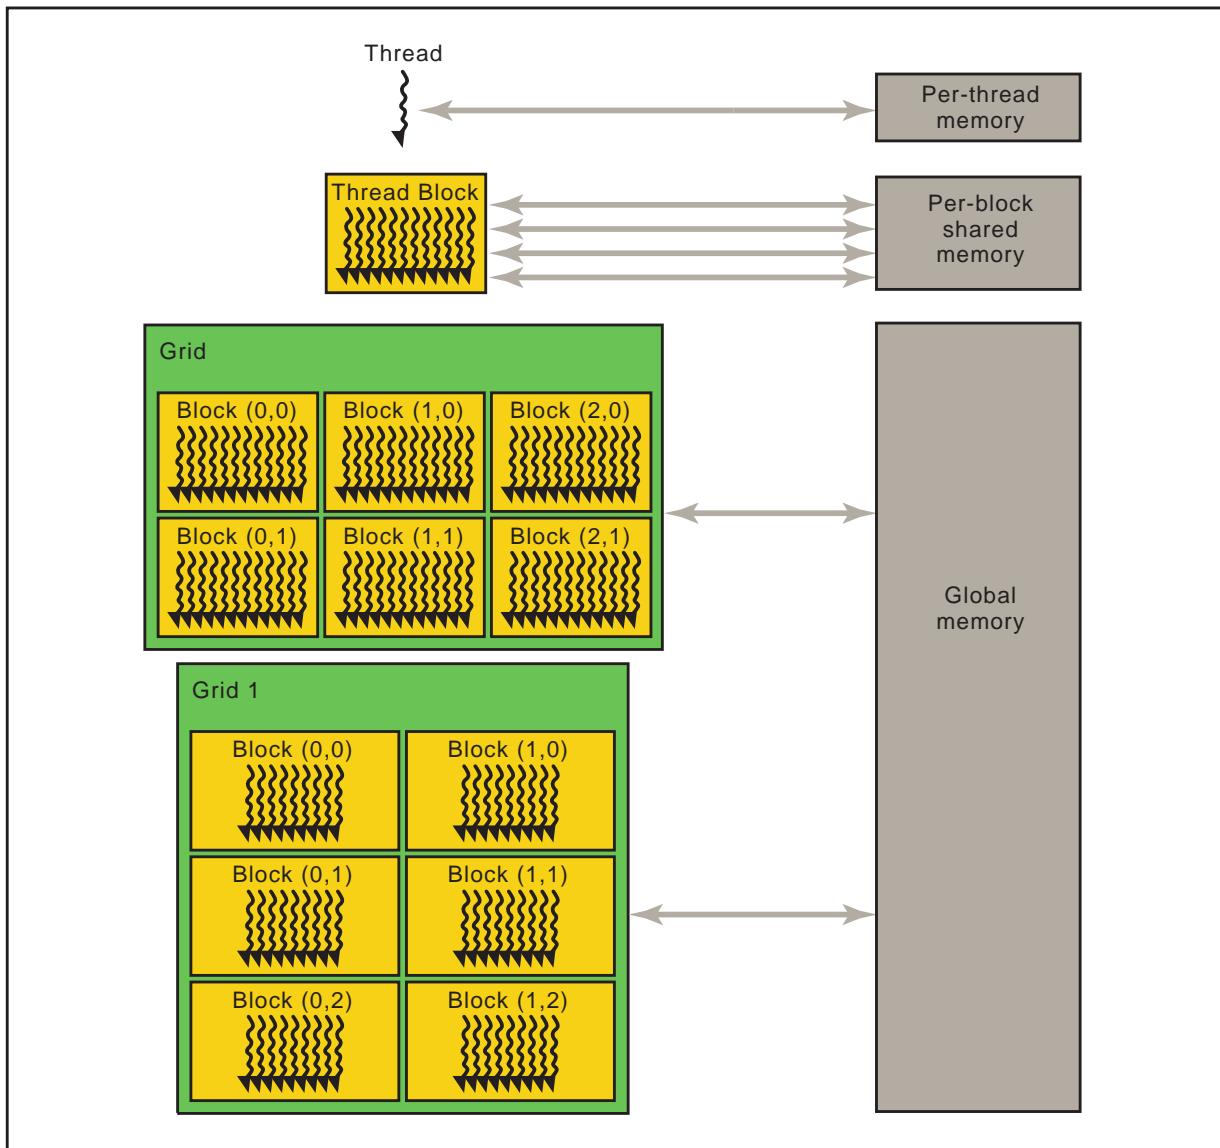 Thread
Per-thread
memory
Thread Block
Per-block
shared
memory
Grid
Block (0,0)
Block (1,0)
Block (2,0)
Block (0,1)
Block (1,1)
Block (2,1)
Global
memory
Grid 1
Block (0,0)
Block (1,0)
Block (0,1)
Block (1,1)
Block (0,2)
Block (1,2)